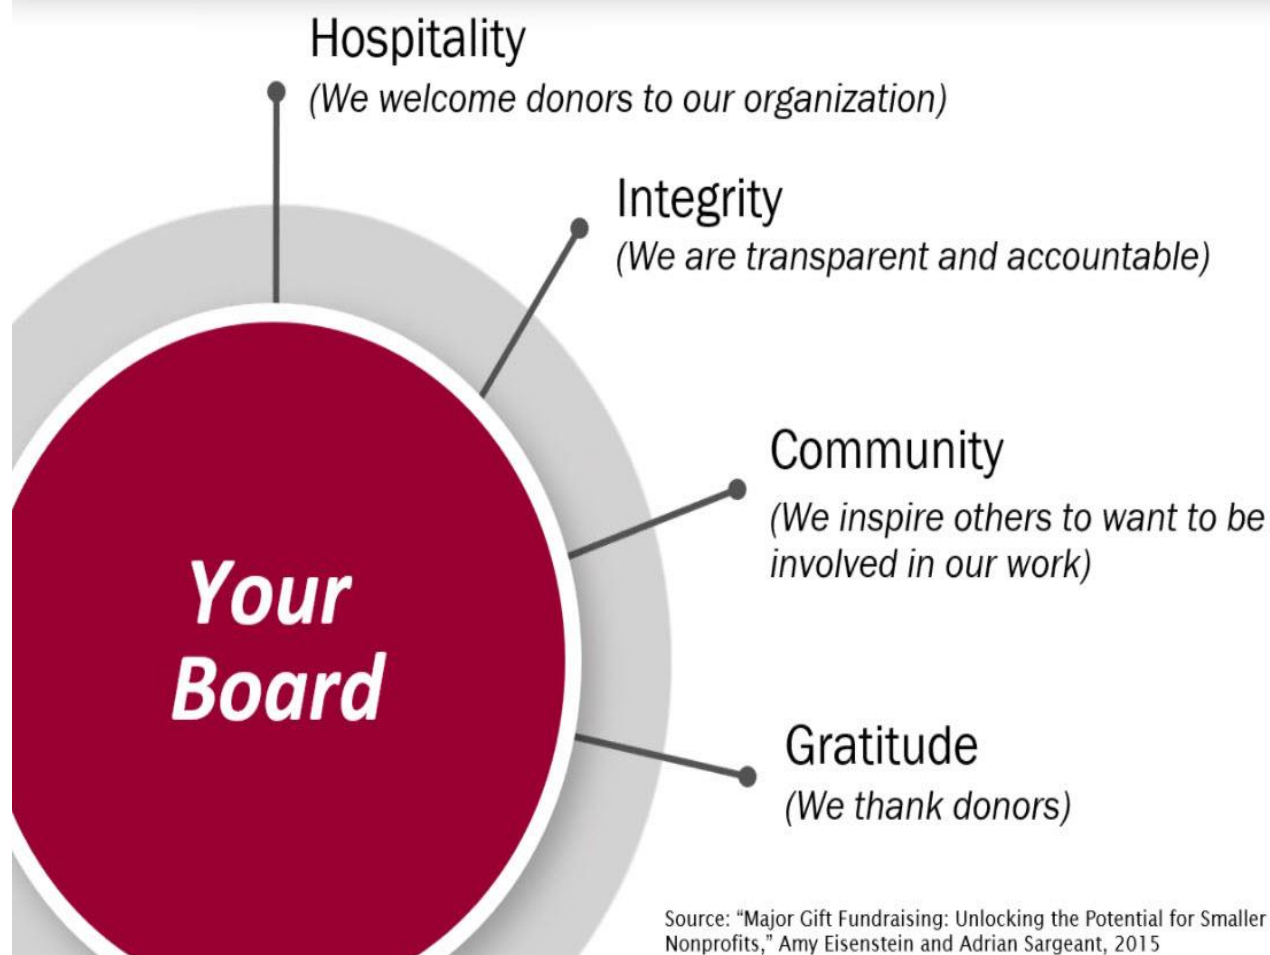 Hospitality
(We welcome donors to our organization)
Integrity
(We are transparent and accountable)
Community
(We inspire others to want to be
involved in our work)
Your
Board
Gratitude
(We thank donors)
Source: “Major Gift Fundraising: Unlocking the Potential for Smaller
Nonprofits,” Amy Eisenstein and Adrian Sargeant, 2015